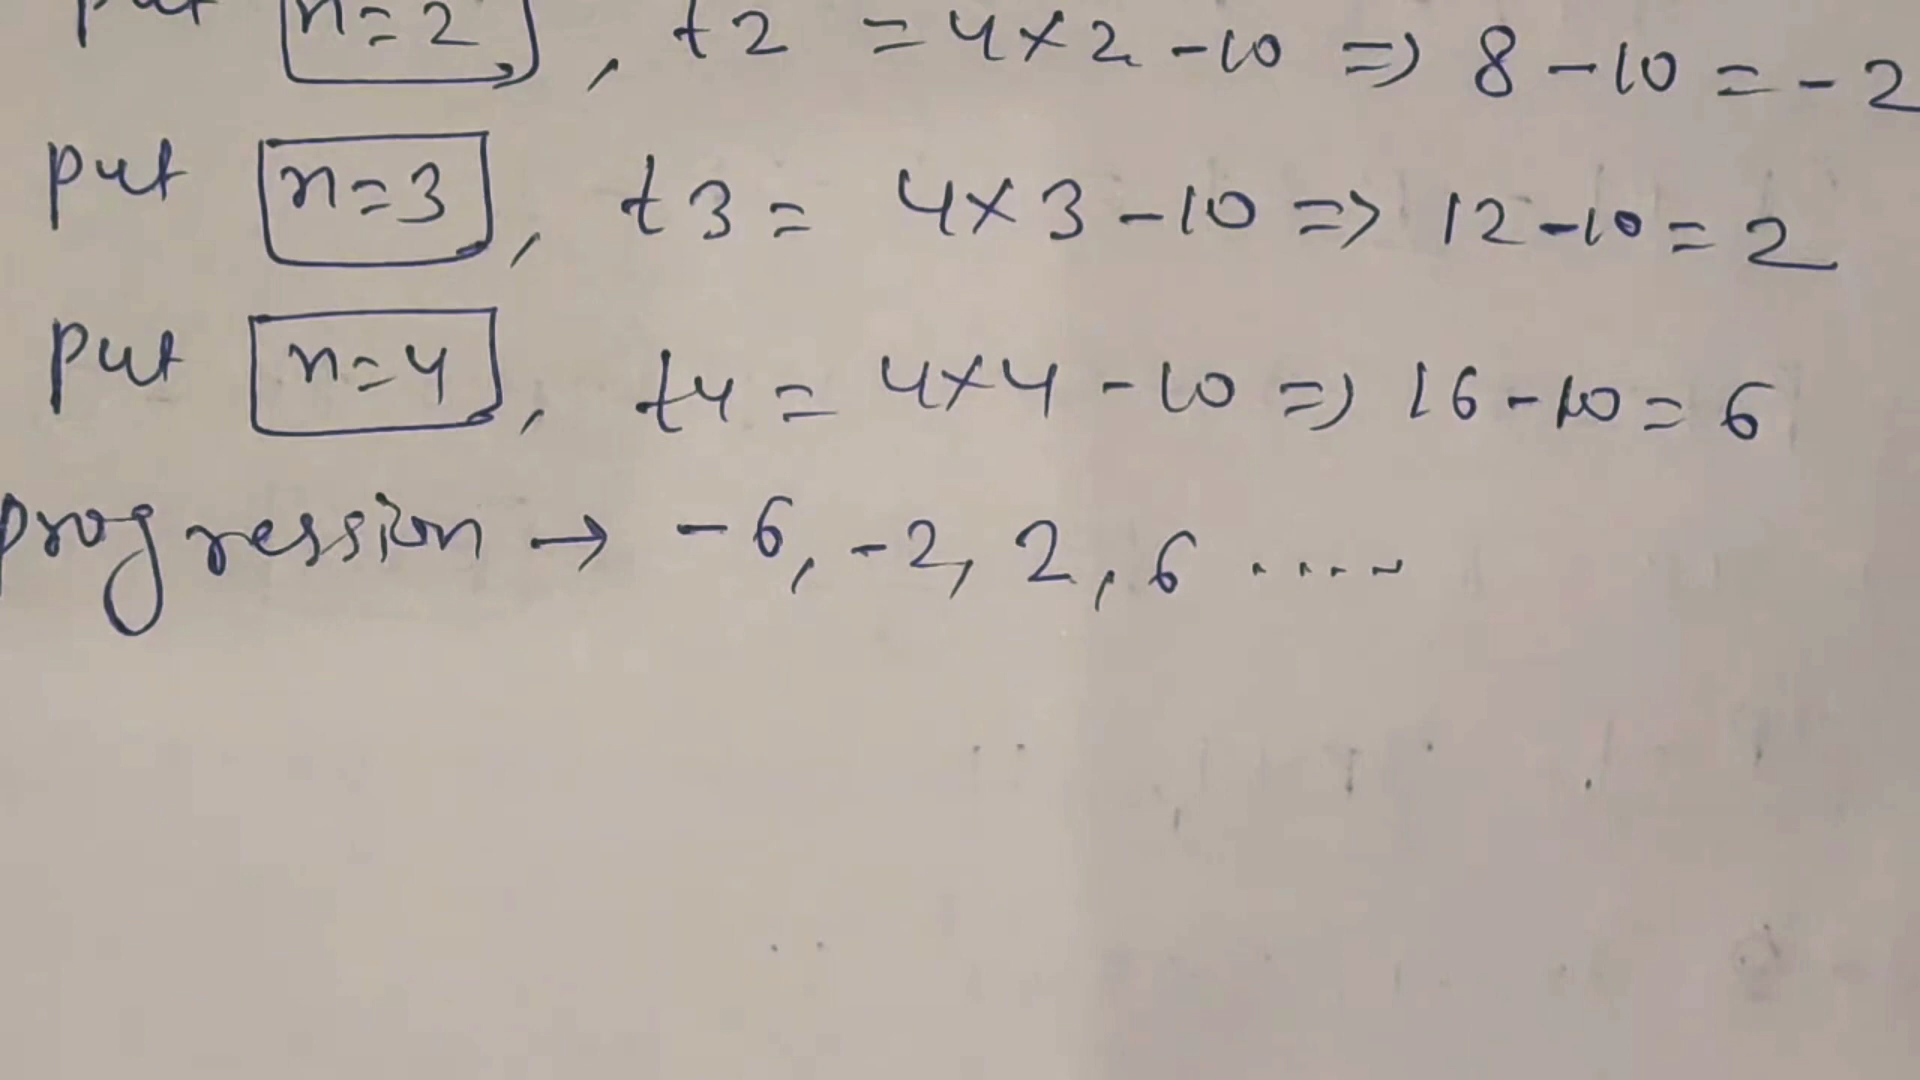 put n=2, t2 = 4×2-10 => 8-10 = -2
put n=3, t3 = 4×3-10 => 12-10=2
put n=4, t4 = 4×4-10 => 16-10=6
progression → -6, -2, 2, 6 ....